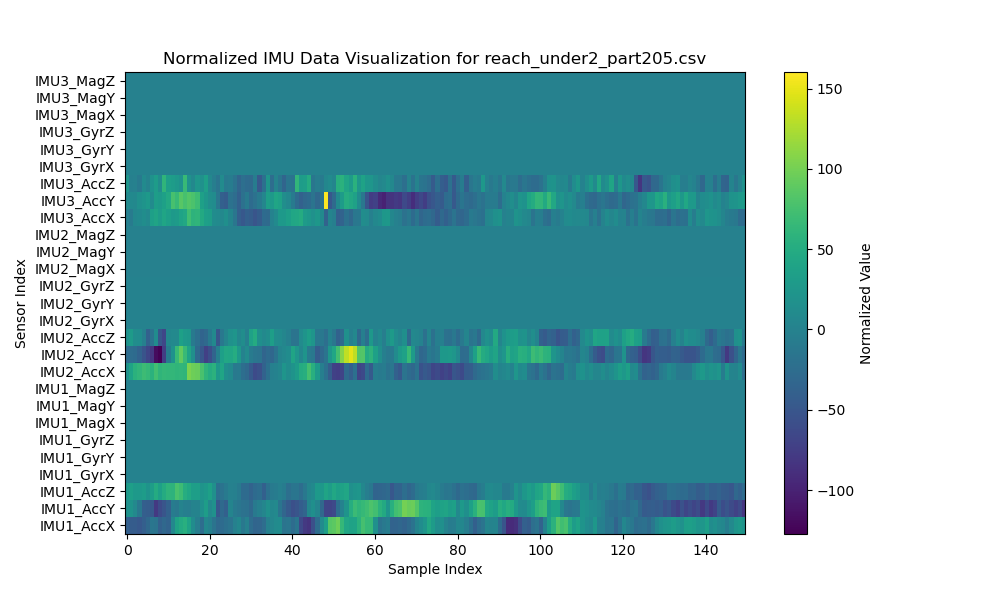 Normalized IMU Data Visualization for reach_under2_part205.csv
IMU3_MagZ
IMU3_MagY
IMU3_MagX
IMU3_GyrZ
IMU3_GyrY
IMU3_GyrX
IMU3_AccZ
IMU3_AccY
IMU3_AccX
IMU2_MagZ
IMU2_MagY
IMU2_MagX
IMU2_GyrZ
IMU2_GyrY
IMU2_GyrX
IMU2_AccZ
IMU2_AccY
IMU2_AccX
IMU1_MagZ
IMU1_MagY
IMU1_MagX
IMU1_GyrZ
IMU1_GyrY
IMU1_GyrX
IMU1_AccZ
IMU1_AccY
IMU1_AccX
Sensor Index
0 20 40 60 80 100 120 140
Sample Index
150
100
50
0
−50
−100
Normalized Value